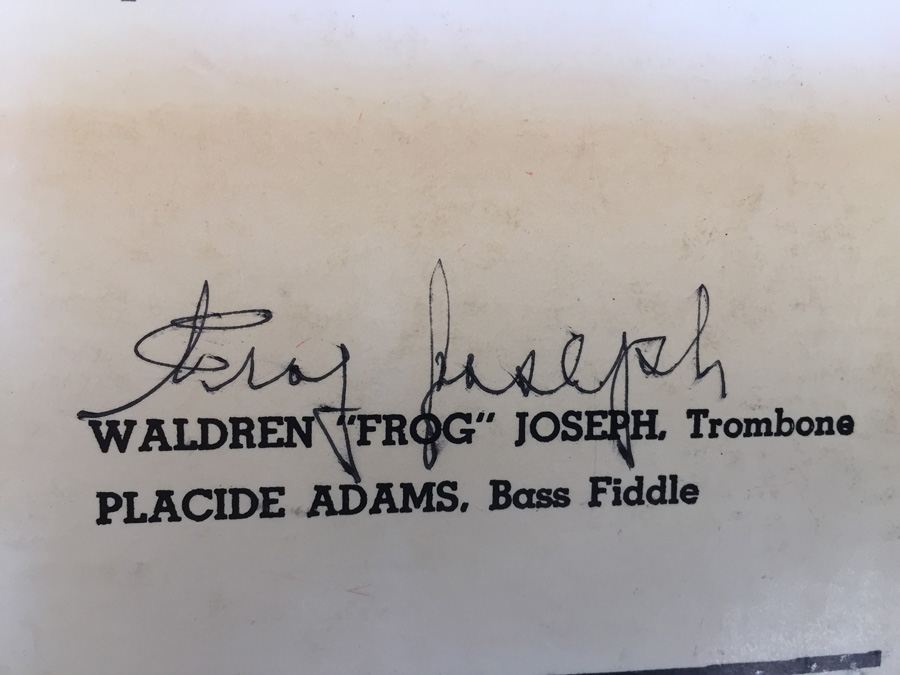 Frog Joseph
WALDREN "FROG" JOSEPH, Trombone
PLACIDE ADAMS, Bass Fiddle